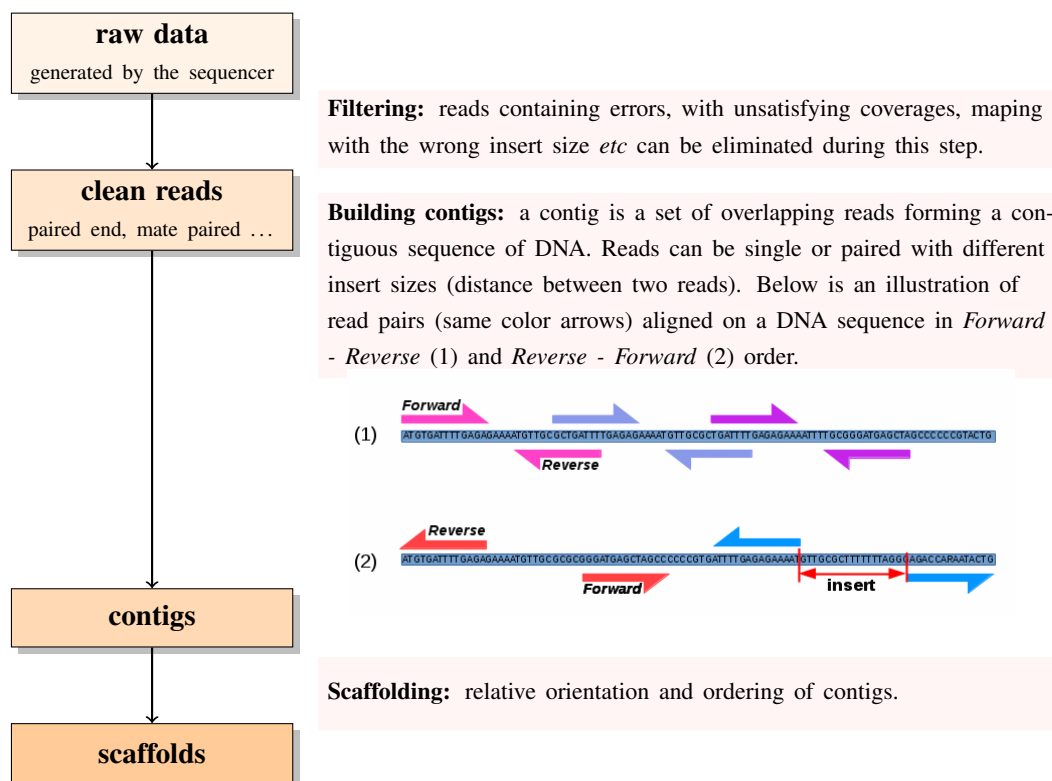 raw data
generated by the sequencer
Filtering: reads containing errors, with unsatisfying coverages, maping
with the wrong insert size etc can be eliminated during this step.
clean reads
paired end, mate paired …
Building contigs: a contig is a set of overlapping reads forming a con-
tiguous sequence of DNA. Reads can be single or paired with different
insert sizes (distance between two reads). Below is an illustration of
read pairs (same color arrows) aligned on a DNA sequence in Forward
- Reverse (1) and Reverse - Forward (2) order.
Forward
(1) ATGTGATTTTGAGAGAAAATGTTGCGCTGATTTTGAGAGAAAATGTTGCGCTGATTTTGAGAGAAAATTTTGCGGGATGAGCTAGCCCCCCGTACTG
Reverse
Reverse
(2) ATGTGATTTTGAGAGAAAATGTTGCGCGCGGGATGAGCTAGCCCCCCGTGATTTTGAGAGAAAATGTTGCGCTTTTTTTAGGGAGACCARAATACTG
Forward
insert
contigs
Scaffolding: relative orientation and ordering of contigs.
scaffolds